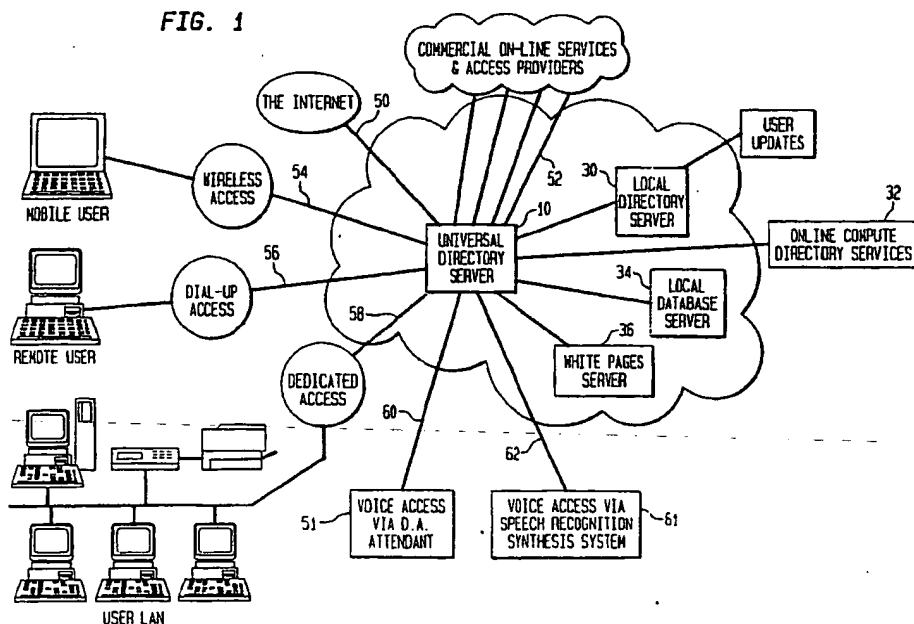 FIG. 1
COMMERCIAL ON-LINE SERVICES
& ACCESS PROVIDERS
THE INTERNET
50
52
USER
UPDATES
30
LOCAL
DIRECTORY
SERVER
MOBILE USER
WIRELESS
ACCESS
54
10
UNIVERSAL
DIRECTORY
SERVER
32
ONLINE COMPUTE
DIRECTORY SERVICES
REMOTE USER
DIAL-UP
ACCESS
56
34
LOCAL
DATABASE
SERVER
58
36
WHITE PAGES
SERVER
DEDICATED
ACCESS
60
62
51
VOICE ACCESS
VIA D.A.
ATTENDANT
VOICE ACCESS VIA
SPEECH RECOGNITION
SYNTHESIS SYSTEM
61
USER LAN